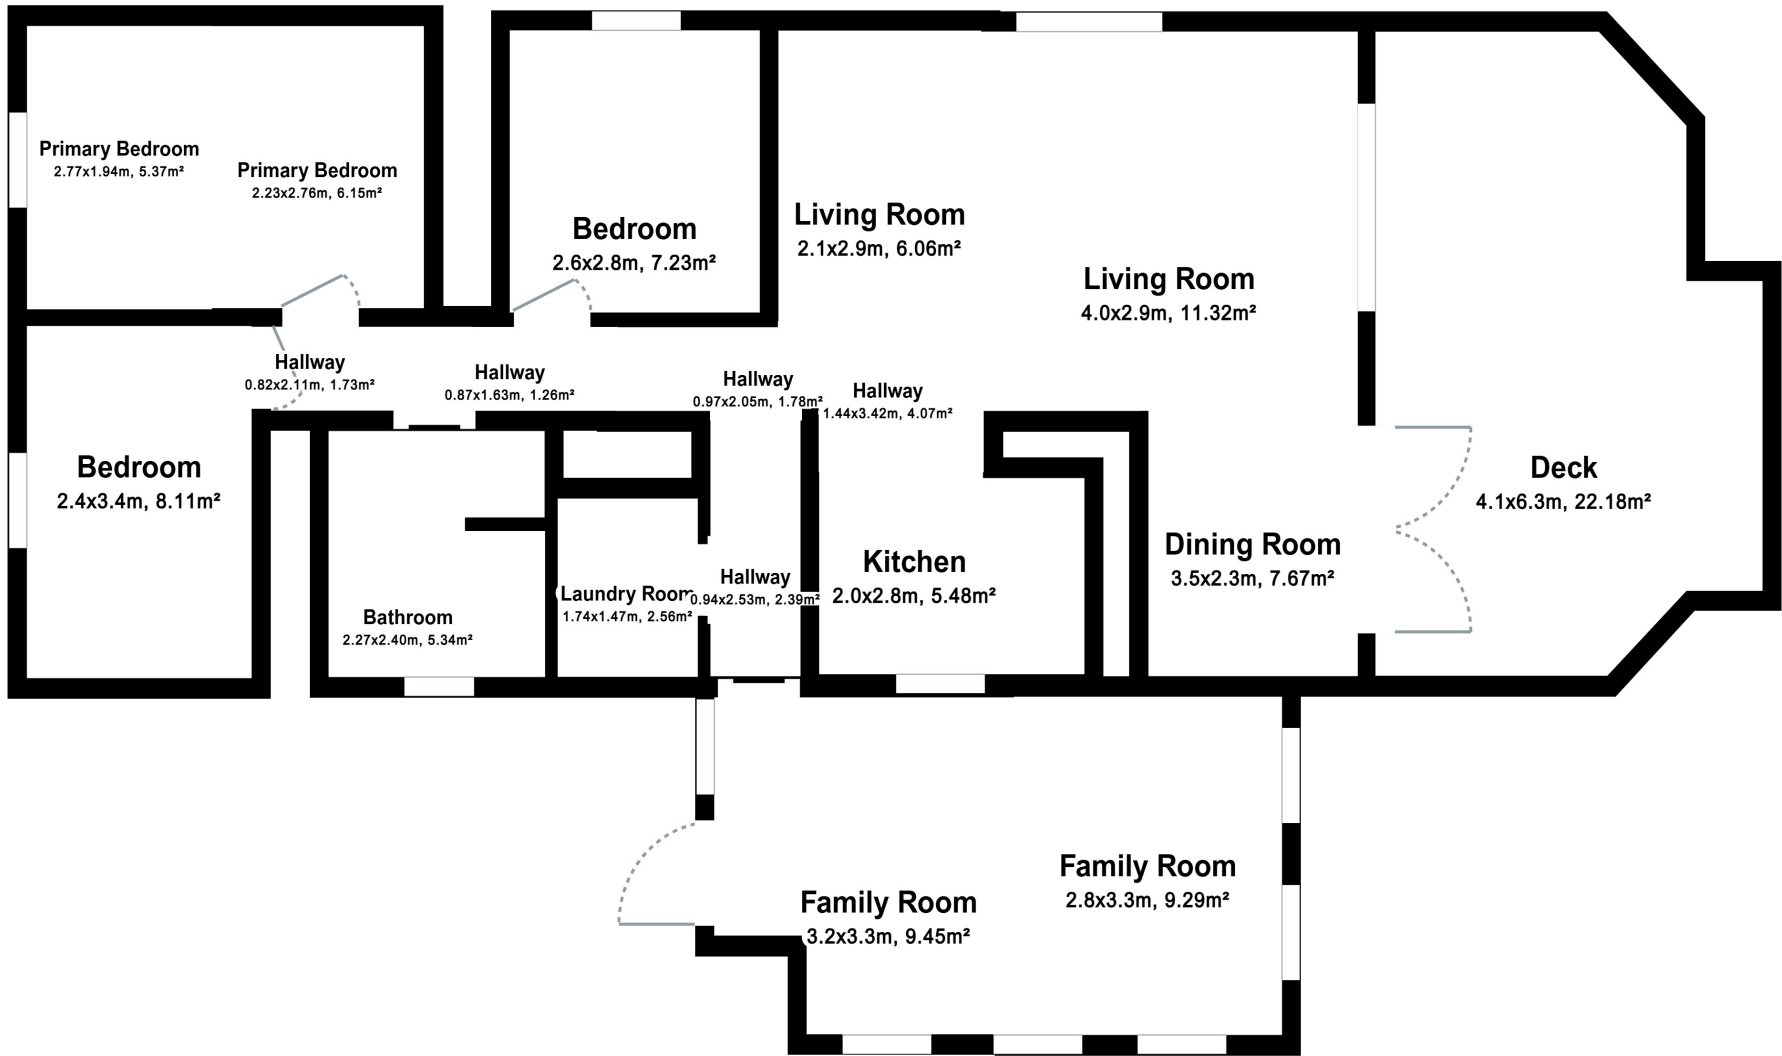 Primary Bedroom
2.77x1.94m, 5.37m²
Primary Bedroom
2.23x2.76m, 6.15m²
Bedroom
2.6x2.8m, 7.23m²
Living Room
2.1x2.9m, 6.06m²
Living Room
4.0x2.9m, 11.32m²
Hallway
0.82x2.11m, 1.73m²
Hallway
0.87x1.63m, 1.26m²
Hallway
0.97x2.05m, 1.78m²
Hallway
1.44x3.42m, 4.07m²
Bedroom
2.4x3.4m, 8.11m²
Deck
4.1x6.3m, 22.18m²
Dining Room
3.5x2.3m, 7.67m²
Kitchen
2.0x2.8m, 5.48m²
Hallway
0.94x2.53m, 2.39m²
Laundry Room
1.74x1.47m, 2.56m²
Bathroom
2.27x2.40m, 5.34m²
Family Room
2.8x3.3m, 9.29m²
Family Room
3.2x3.3m, 9.45m²